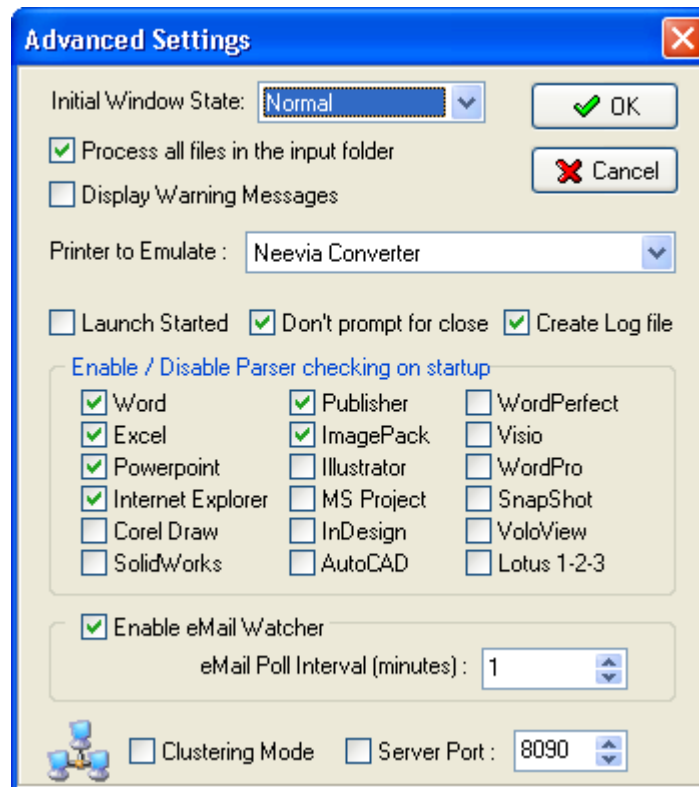 Advanced Settings
Initial Window State: Normal OK
Process all files in the input folder
Cancel
Display Warning Messages
Printer to Emulate : Neevia Converter
Launch Started Don't prompt for close Create Log file
Enable / Disable Parser checking on startup
Word Publisher WordPerfect
Excel ImagePack Visio
Powerpoint Illustrator WordPro
Internet Explorer MS Project SnapShot
Corel Draw InDesign VoloView
SolidWorks AutoCAD Lotus 1-2-3
Enable eMail Watcher
eMail Poll Interval (minutes) : 1
Clustering Mode Server Port : 8090